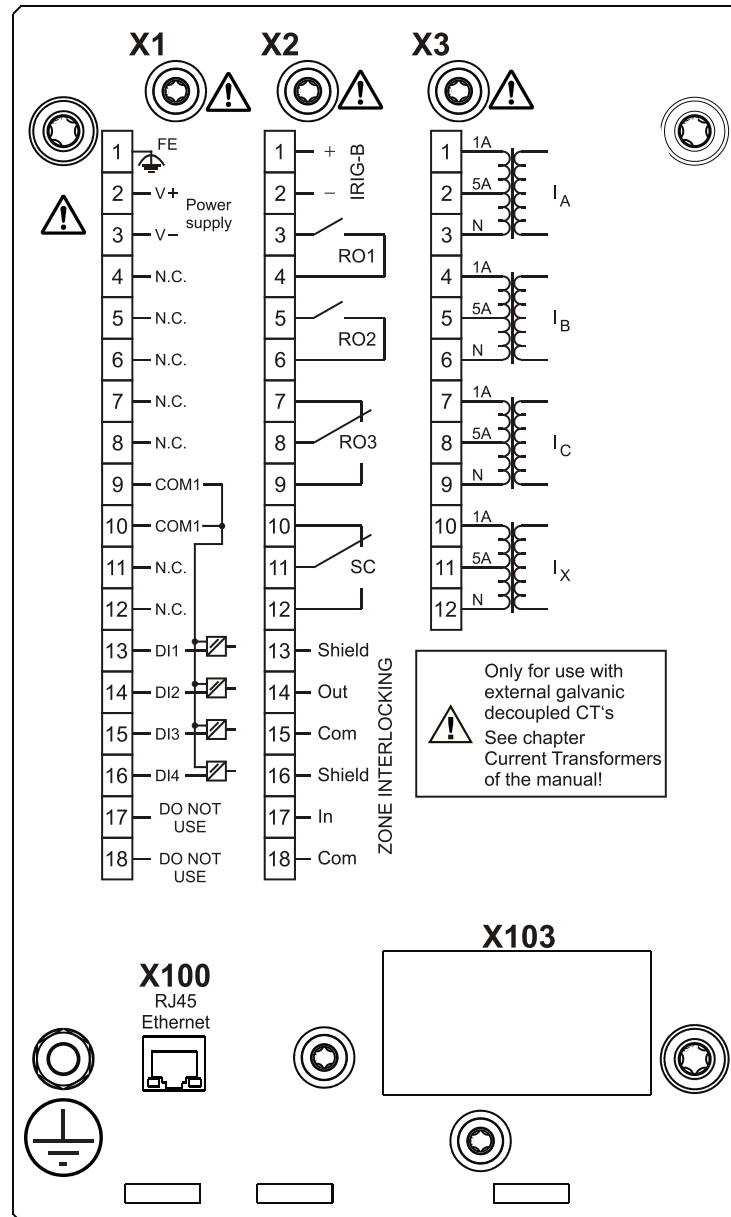 X1
X2
X3
1 FE
2 V+
Power
supply
3 V−
4 N.C.
5 N.C.
6 N.C.
7 N.C.
8 N.C.
9 COM1
10 COM1
11 N.C.
12 N.C.
13 DI1
14 DI2
15 DI3
16 DI4
17 DO NOT
USE
18 DO NOT
USE
1 +
2 −
IRIG-B
3
RO1
4
5
RO2
6
7
8 RO3
9
10
11 SC
12
13 Shield
14 Out
15 Com
16 Shield
17 In
18 Com
ZONE INTERLOCKING
1 1A
2 5A
IA
3 N
4 1A
5 5A
IB
6 N
7 1A
8 5A
IC
9 N
10 1A
11 5A
IX
12 N
Only for use with
external galvanic
decoupled CT‘s
See chapter
Current Transformers
of the manual!
X100
RJ45
Ethernet
X103